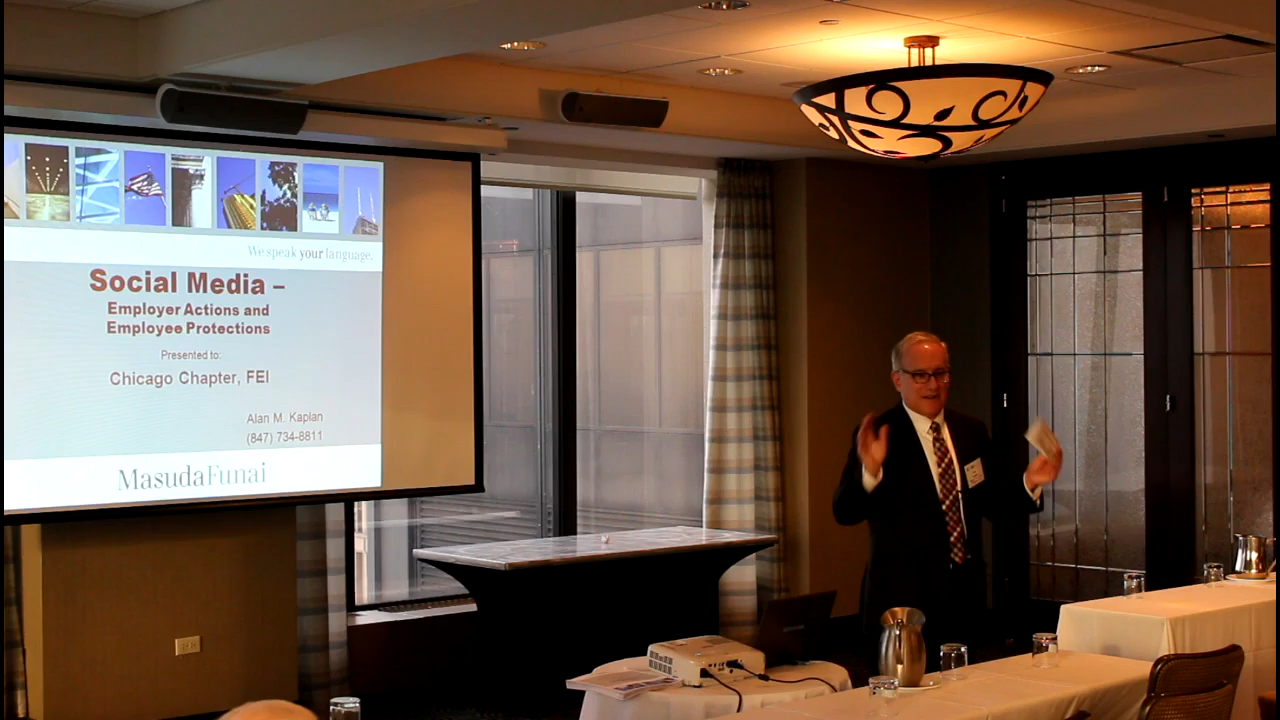 We speak your language.
Social Media –
Employer Actions and
Employee Protections
Presented to:
Chicago Chapter, FEI
Alan M. Kaplan
(847) 734-8811
MasudaFunai